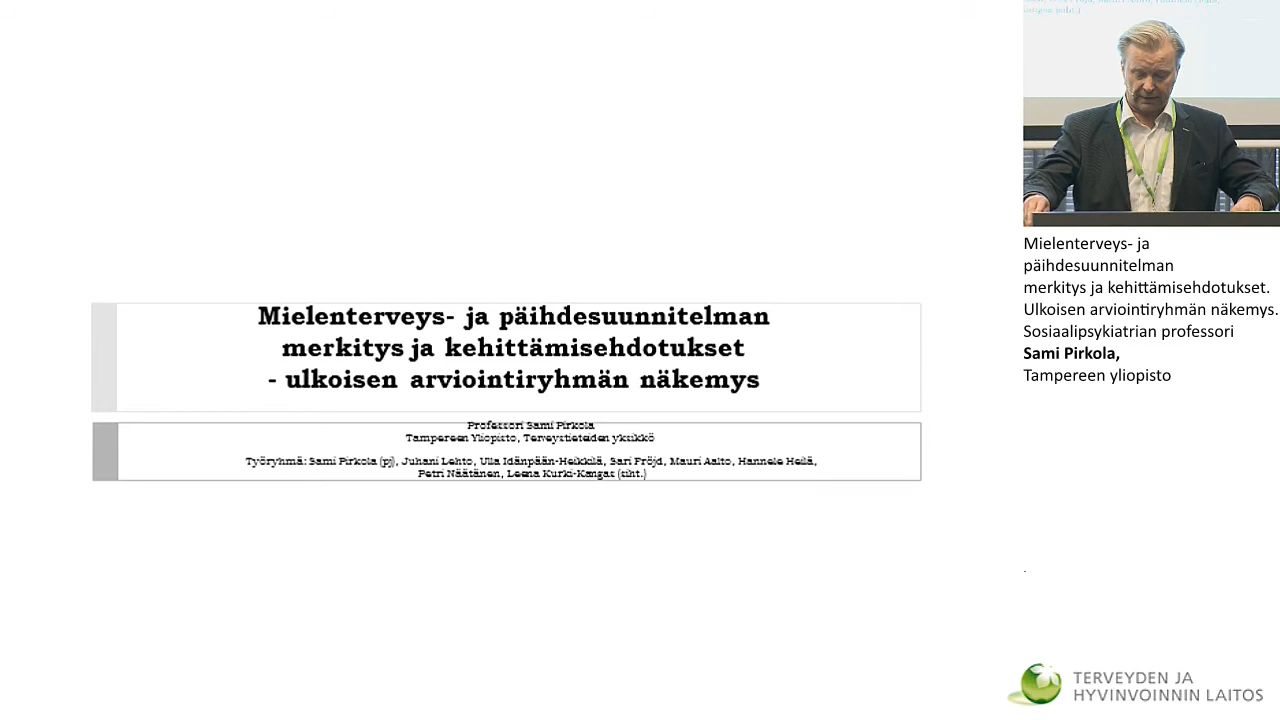 Mielenterveys- ja päihdesuunnitelman
merkitys ja kehittämisehdotukset
- ulkoisen arviointiryhmän näkemys
Professori Sami Pirkola
Tampereen Yliopisto, Terveystieteiden yksikkö
Työryhmä: Sami Pirkola (pj), Juhani Lehto, Ulla Idänpään-Heikkilä, Sari Fröjd, Mauri Aalto, Hannele Heilä,
Petri Näätänen, Leena Kurki-Kangas (siht.)
Mielenterveys- ja
päihdesuunnitelman
merkitys ja kehittämisehdotukset.
Ulkoisen arviointiryhmän näkemys.
Sosiaalipsykiatrian professori
Sami Pirkola,
Tampereen yliopisto
.
TERVEYDEN JA
HYVINVOINNIN LAITOS